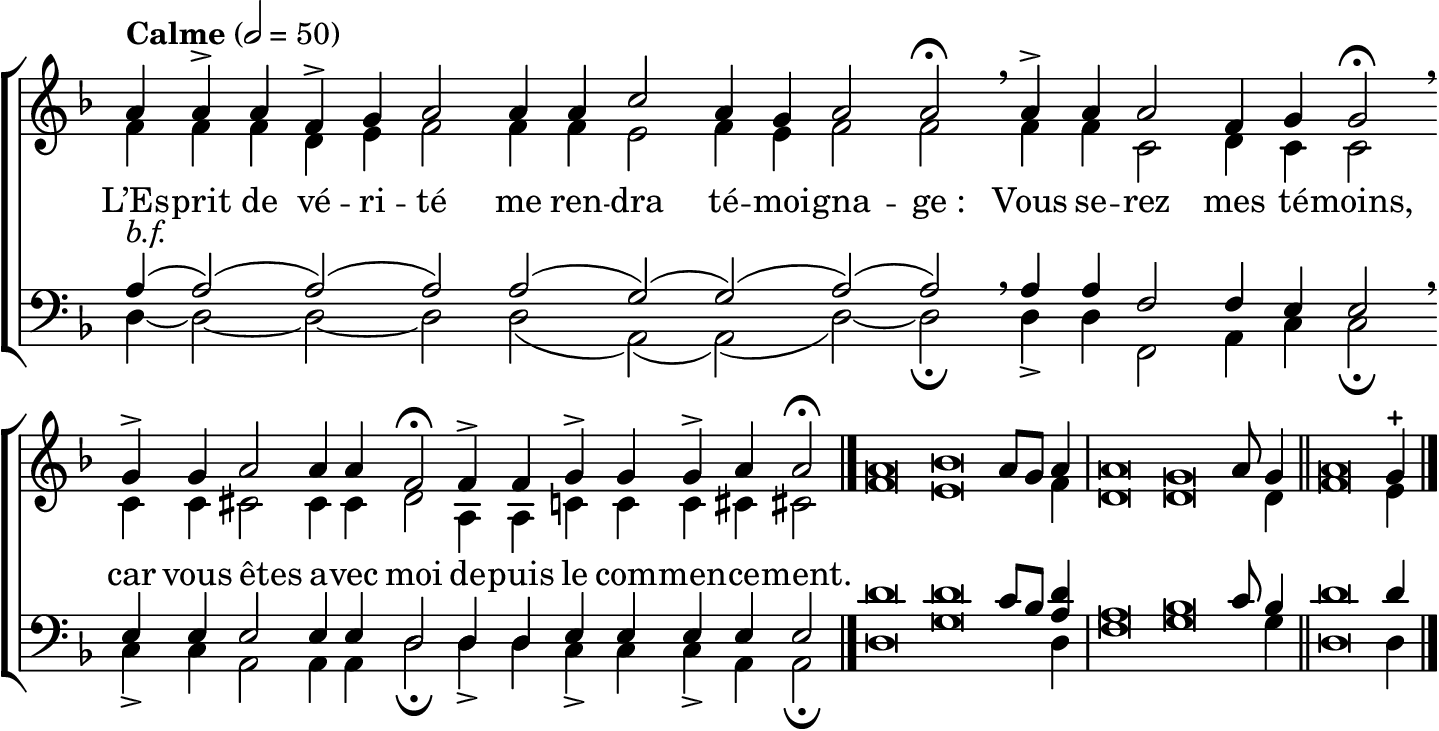 Calme (𝅗𝅥 = 50)
L’Esprit de vé - ri - té me ren - dra té - moigna - ge : Vous se - rez mes témoins,
b.f.
car vous êtes avec moi depuis le commencement.